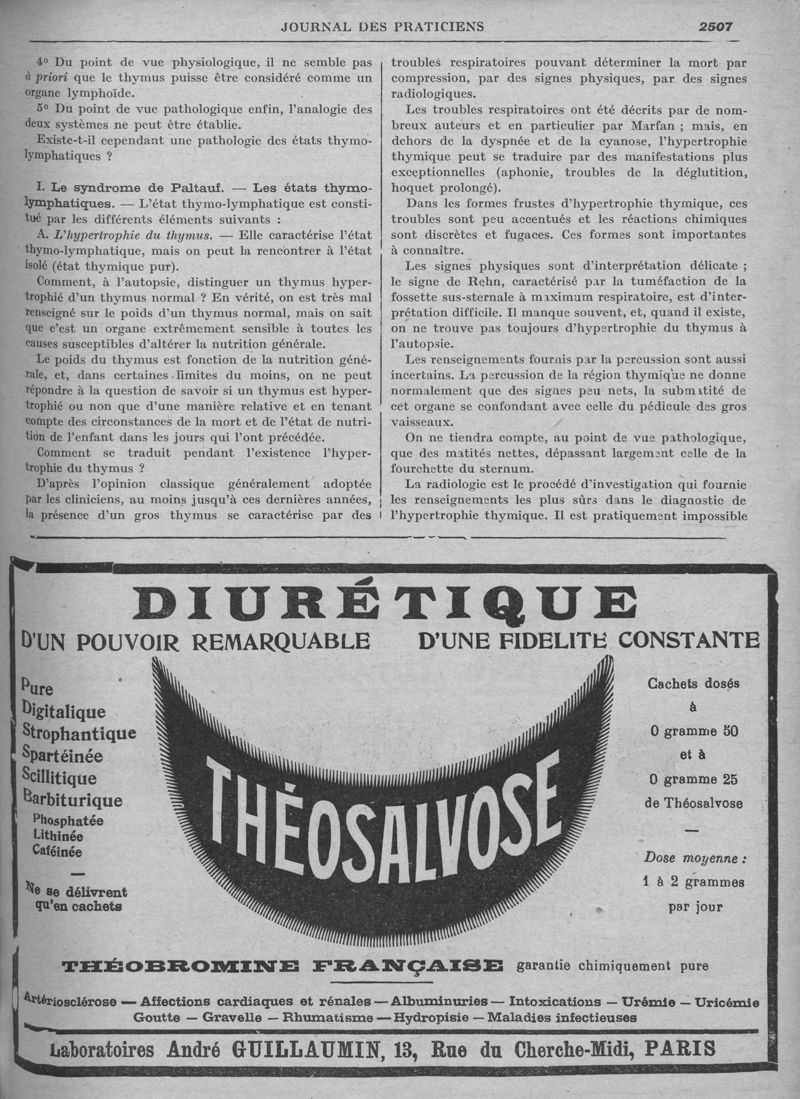 JOURNAL DES PRATICIENS
2507
4º Du point de vue physiologique, il ne semble pas
à priori que le thymus puisse être considéré comme un
organe lymphoïde.
5º Du point de vue pathologique enfin, l'analogie des
deux systèmes ne peut être établie.
Existe-t-il cependant une pathologie des états thymo-
lymphatiques ?
I. Le syndrome de Paltauf. — Les états thymo-
lymphatiques. — L'état thymo-lymphatique est consti-
tué par les différents éléments suivants :
A. L'hypertrophie du thymus. — Elle caractérise l'état
thymo-lymphatique, mais on peut la rencontrer à l'état
isolé (état thymique pur).
Comment, à l'autopsie, distinguer un thymus hyper-
trophié d'un thymus normal ? En vérité, on est très mal
renseigné sur le poids d'un thymus normal, mais on sait
que c'est un organe extrêmement sensible à toutes les
causes susceptibles d'altérer la nutrition générale.
Le poids du thymus est fonction de la nutrition géné-
rale, et, dans certaines limites du moins, on ne peut
répondre à la question de savoir si un thymus est hyper-
trophié ou non que d'une manière relative et en tenant
compte des circonstances de la mort et de l'état de nutri-
tion de l'enfant dans les jours qui l'ont précédée.
Comment se traduit pendant l'existence l'hyper-
trophie du thymus ?
D'après l'opinion classique généralement adoptée
par les cliniciens, au moins jusqu'à ces dernières années,
la présence d'un gros thymus se caractérise par des
troubles respiratoires pouvant déterminer la mort par
compression, par des signes physiques, par des signes
radiologiques.
Les troubles respiratoires ont été décrits par de nom-
breux auteurs et en particulier par Marfan ; mais, en
dehors de la dyspnée et de la cyanose, l'hypertrophie
thymique peut se traduire par des manifestations plus
exceptionnelles (aphonie, troubles de la déglutition,
hoquet prolongé).
Dans les formes frustes d'hypertrophie thymique, ces
troubles sont peu accentués et les réactions chimiques
sont discrètes et fugaces. Ces formes sont importantes
à connaître.
Les signes physiques sont d'interprétation délicate ;
le signe de Rehn, caractérisé par la tuméfaction de la
fossette sus-sternale à maximum respiratoire, est d'inter-
prétation difficile. Il manque souvent, et, quand il existe,
on ne trouve pas toujours d'hypertrophie du thymus à
l'autopsie.
Les renseignements fournis par la percussion sont aussi
incertains. La percussion de la région thymique ne donne
normalement que des signes peu nets, la submatité de
cet organe se confondant avec celle du pédicule des gros
vaisseaux.
On ne tiendra compte, au point de vue pathologique,
que des matités nettes, dépassant largement celle de la
fourchette du sternum.
La radiologie est le procédé d'investigation qui fournie
les renseignements les plus sûrs dans le diagnostic de
l'hypertrophie thymique. Il est pratiquement impossible
DIURÉTIQUE
D'UN POUVOIR REMARQUABLE D'UNE FIDELITÉ CONSTANTE
Pure
Digitalique
Strophantique
Spartéinée
Scillitique
Barbiturique
Phosphatée
Lithinée
Caféinée
—
Ne se délivrent
qu'en cachets
THÉOSALVOSE
Cachets dosés
à
0 gramme 50
et à
0 gramme 25
de Théosalvose
—
Dose moyenne :
1 à 2 grammes
par jour
THÉOBROMINE FRANÇAISE garantie chimiquement pure
Artériosclérose — Affections cardiaques et rénales — Albuminuries — Intoxications — Urémie — Uricémie
Goutte — Gravelle — Rhumatisme — Hydropisie — Maladies infectieuses
Laboratoires André GUILLAUMIN, 13, Rue du Cherche-Midi, PARIS